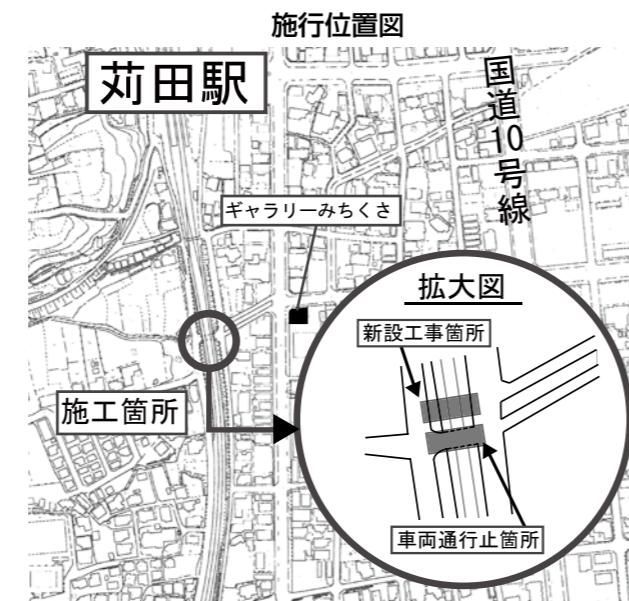 施行位置図
苅田駅
国道10号線
ギャラリーみちくさ
拡大図
新設工事箇所
施工箇所
車両通行止箇所